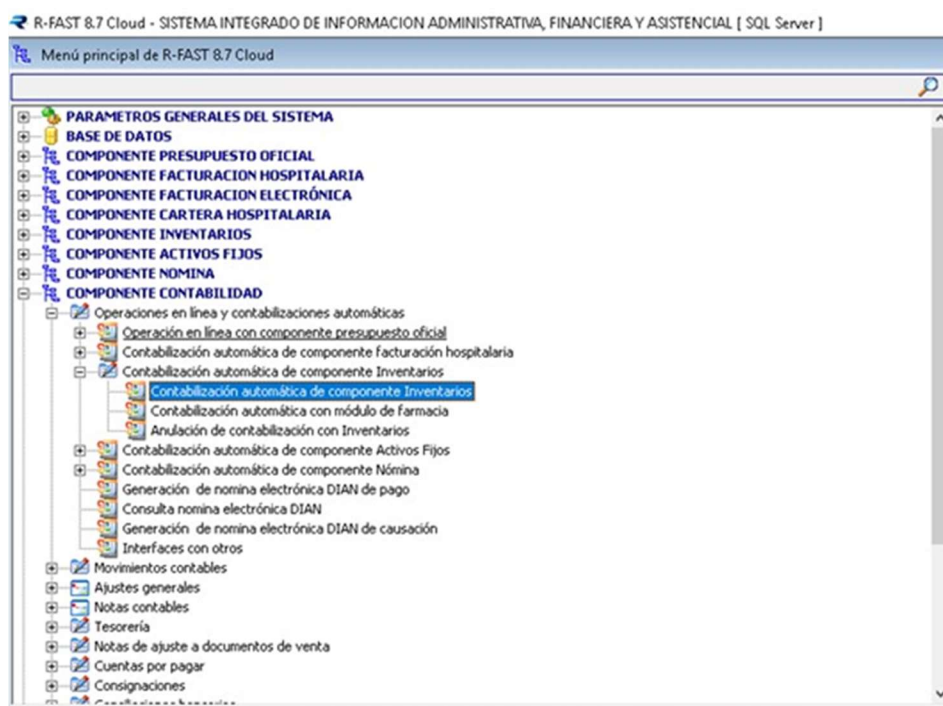 R-FAST 8.7 Cloud - SISTEMA INTEGRADO DE INFORMACION ADMINISTRATIVA, FINANCIERA Y ASISTENCIAL [ SQL Server ]
Menú principal de R-FAST 8.7 Cloud
PARAMETROS GENERALES DEL SISTEMA
BASE DE DATOS
COMPONENTE PRESUPUESTO OFICIAL
COMPONENTE FACTURACION HOSPITALARIA
COMPONENTE FACTURACION ELECTRÓNICA
COMPONENTE CARTERA HOSPITALARIA
COMPONENTE INVENTARIOS
COMPONENTE ACTIVOS FIJOS
COMPONENTE NOMINA
COMPONENTE CONTABILIDAD
Operaciones en línea y contabilizaciones automáticas
Operación en línea con componente presupuesto oficial
Contabilización automática de componente facturación hospitalaria
Contabilización automática de componente Inventarios
Contabilización automática de componente Inventarios
Contabilización automática con módulo de farmacia
Anulación de contabilización con Inventarios
Contabilización automática de componente Activos Fijos
Contabilización automática de componente Nómina
Generación de nomina electrónica DIAN de pago
Consulta nomina electrónica DIAN
Generación de nomina electrónica DIAN de causación
Interfaces con otros
Movimientos contables
Ajustes generales
Notas contables
Tesorería
Notas de ajuste a documentos de venta
Cuentas por pagar
Consignaciones